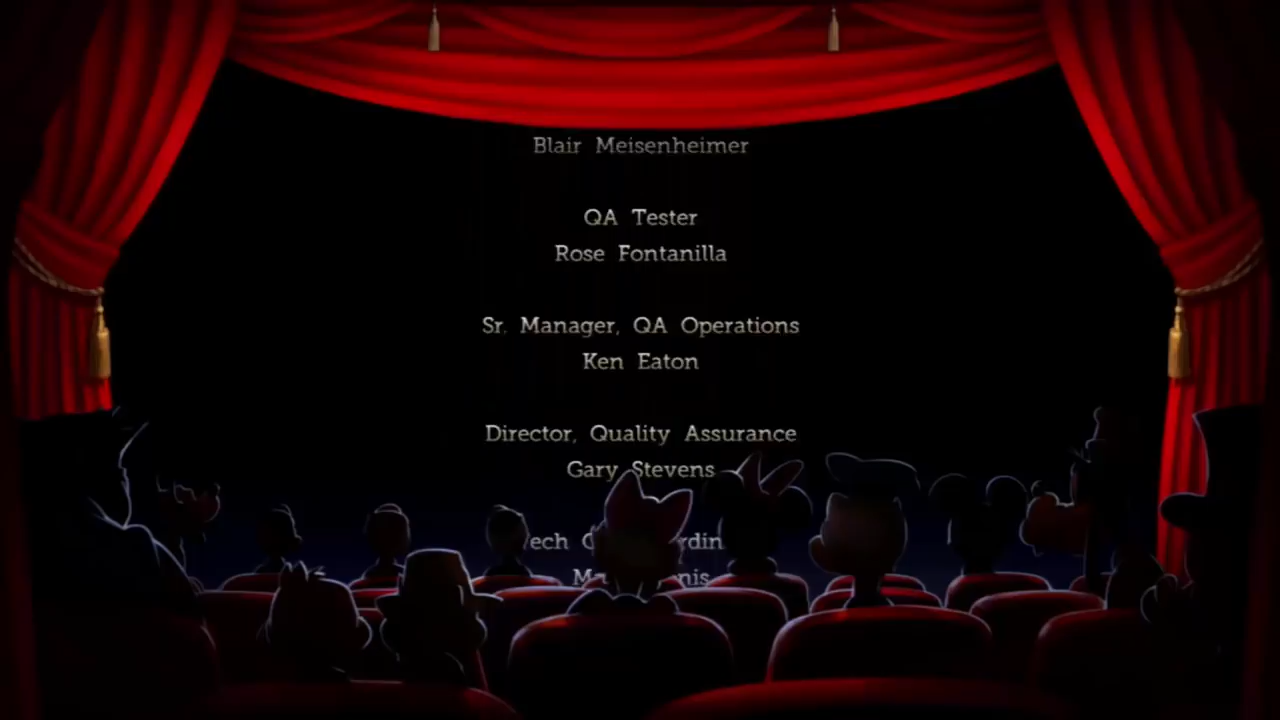 Blair Meisenheimer
QA Tester
Rose Fontanilla
Sr. Manager, QA Operations
Ken Eaton
Director, Quality Assurance
Gary Stevens